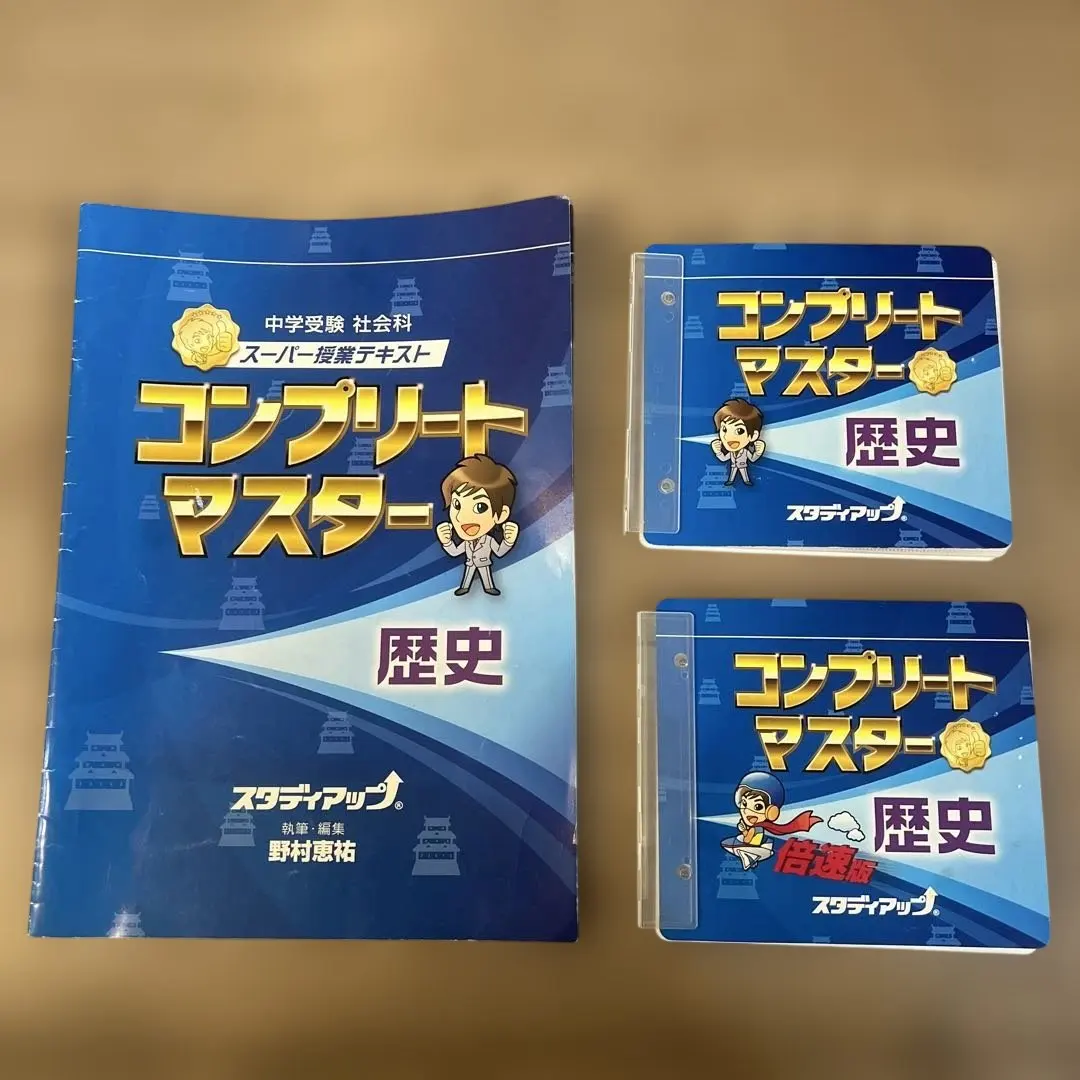 中学受験 社会科
スーパー授業テキスト
コンプリート
マスター
歴史
スタディアップ®
執筆・編集
野村恵祐
コンプリート
マスター
歴史
スタディアップ®
コンプリート
マスター
歴史
倍速版
スタディアップ®